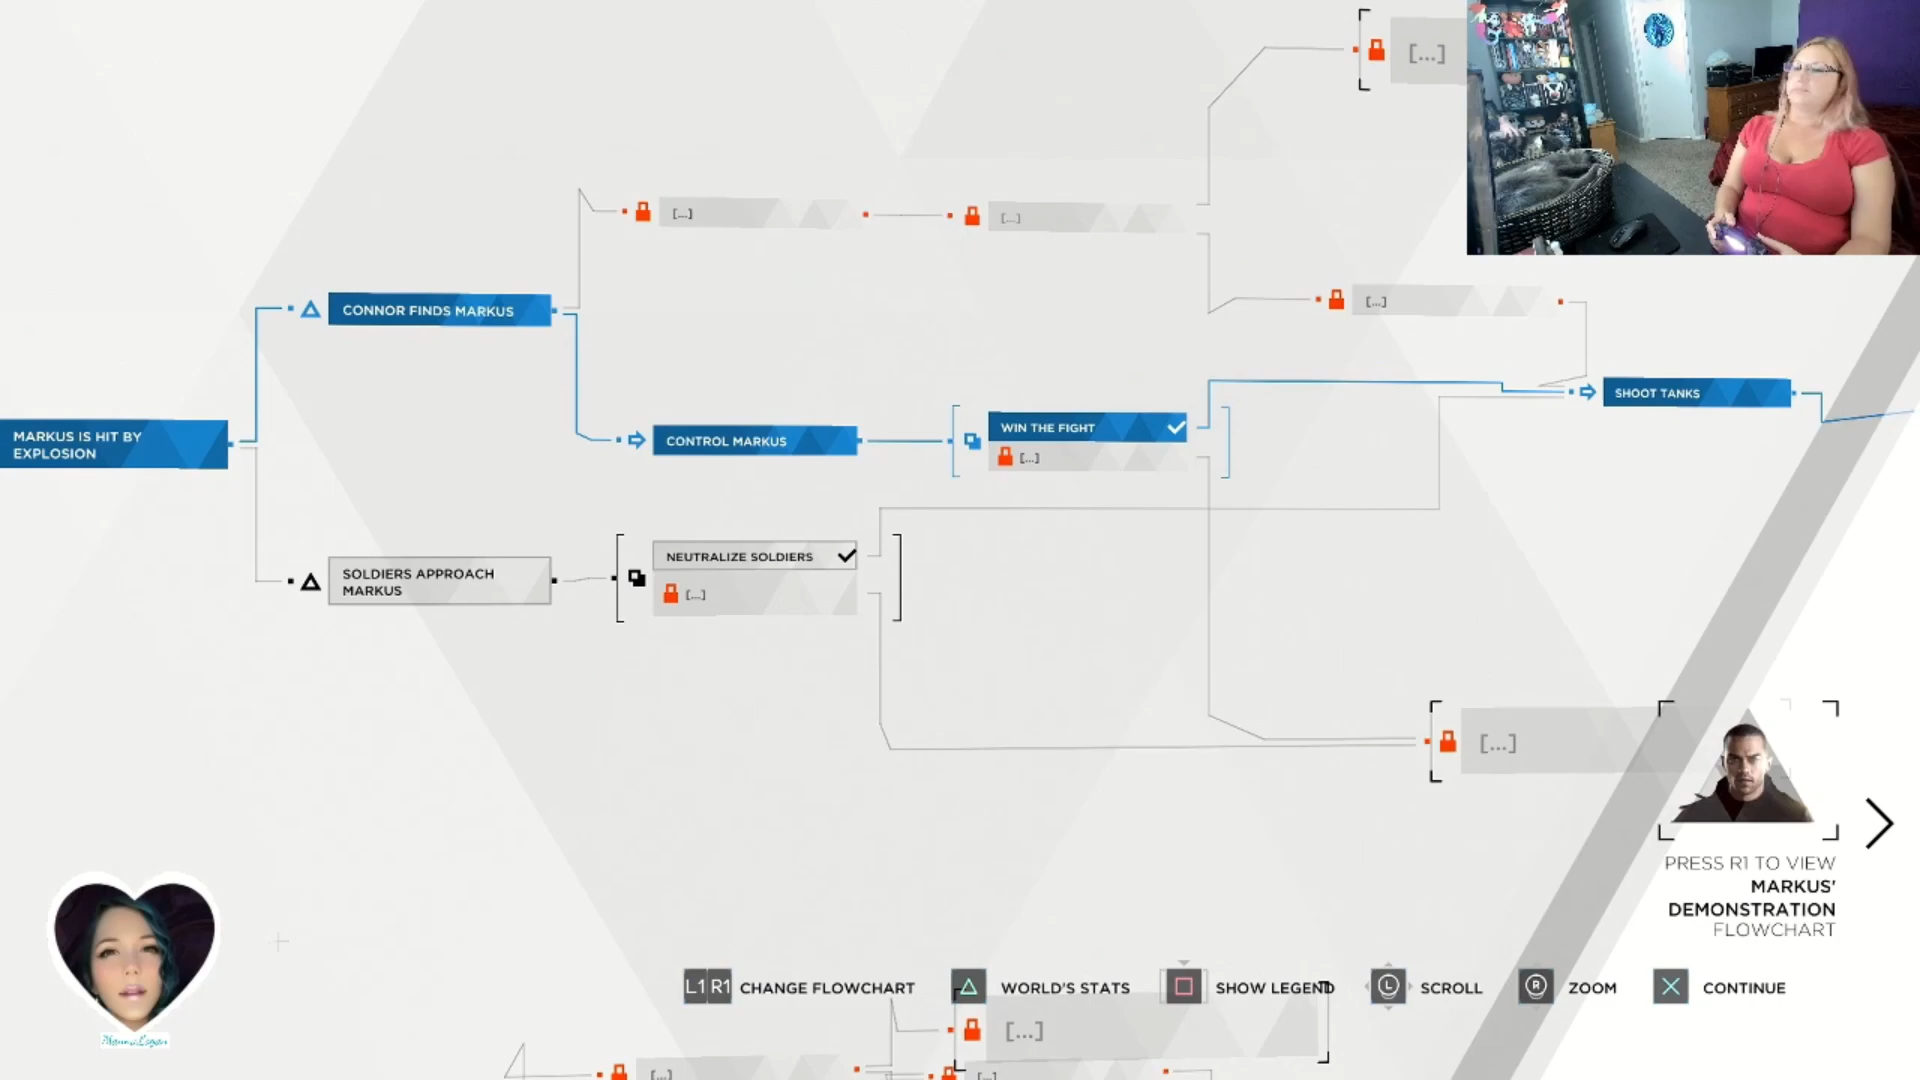 [...]
[...]
[...]
[...]
CONNOR FINDS MARKUS
SHOOT TANKS
MARKUS IS HIT BY
EXPLOSION
CONTROL MARKUS
WIN THE FIGHT
[...]
NEUTRALIZE SOLDIERS
[...]
SOLDIERS APPROACH
MARKUS
[...]
PRESS R1 TO VIEW
MARKUS'
DEMONSTRATION
FLOWCHART
L1 R1 CHANGE FLOWCHART
WORLD'S STATS
SHOW LEGEND
L SCROLL
R ZOOM
CONTINUE
[...]
[...]
[...]